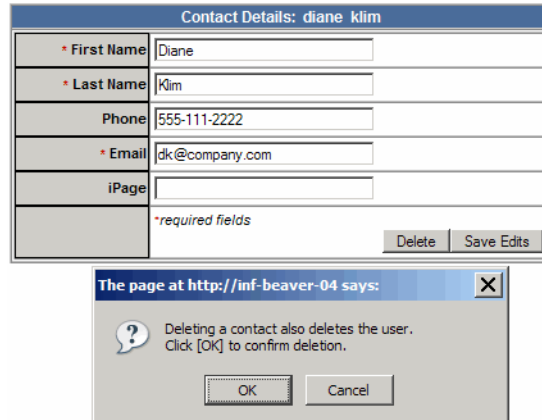 Contact Details: diane klim
* First Name Diane
* Last Name Klim
Phone 555-111-2222
* Email dk@company.com
iPage
*required fields
Delete Save Edits
The page at http://inf-beaver-04 says: X
? Deleting a contact also deletes the user.
Click [OK] to confirm deletion.
OK Cancel